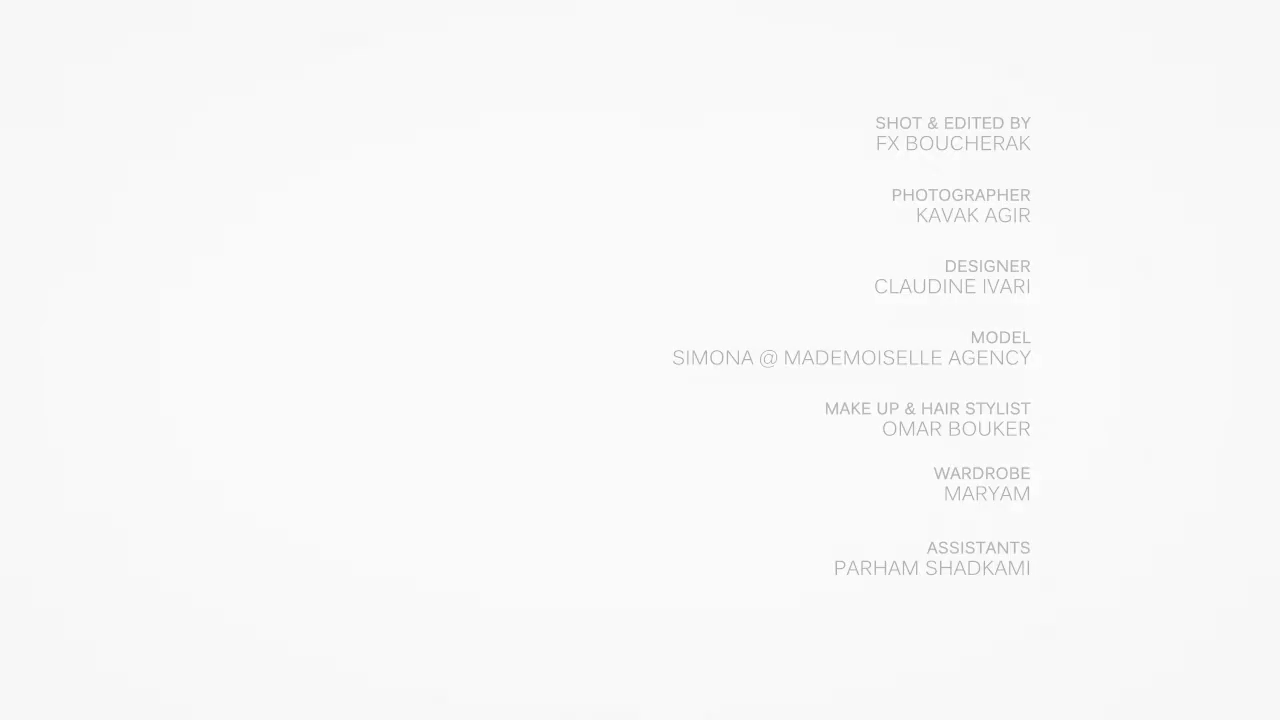 SHOT & EDITED BY
FX BOUCHERAK
PHOTOGRAPHER
KAVAK AGIR
DESIGNER
CLAUDINE IVARI
MODEL
SIMONA @ MADEMOISELLE AGENCY
MAKE UP & HAIR STYLIST
OMAR BOUKER
WARDROBE
MARYAM
ASSISTANTS
PARHAM SHADKAMI